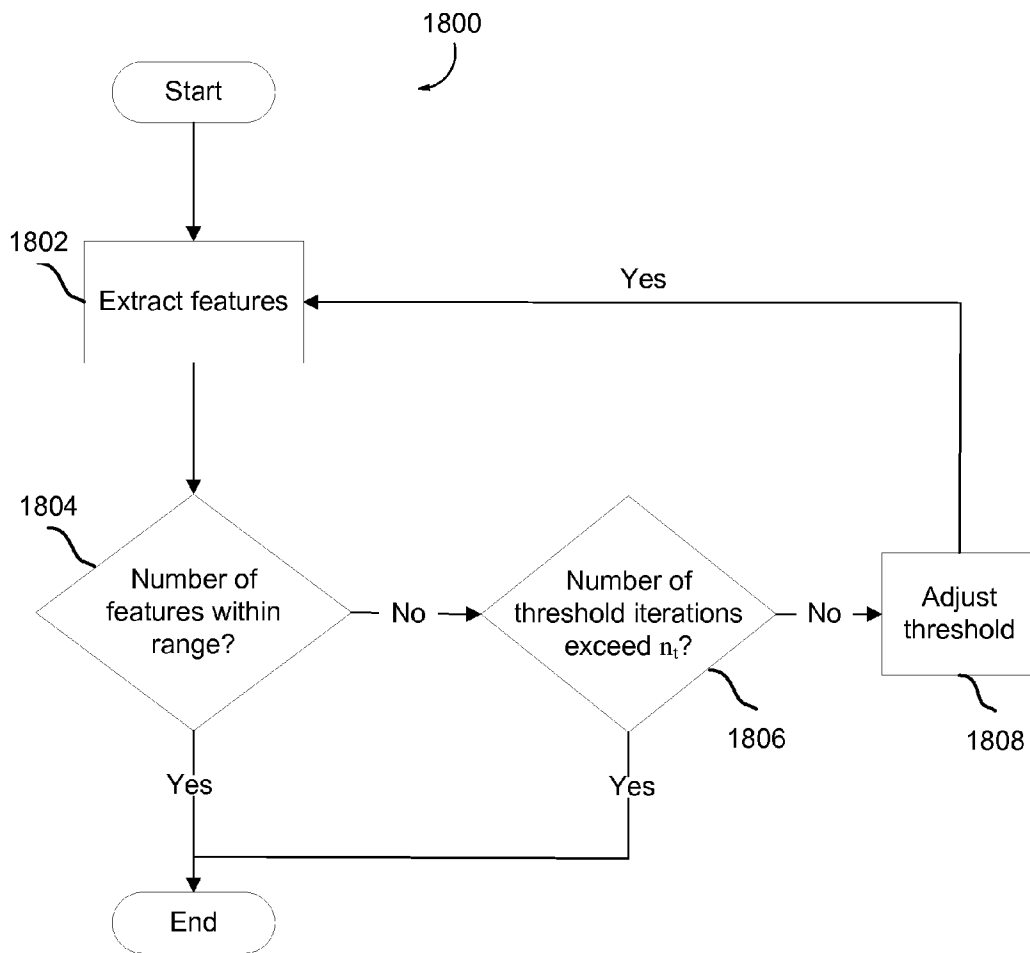 1800
Start
1802
Extract features
Yes
1804
Number of
features within
range?
No
Number of
threshold iterations
exceed nₜ?
No
Adjust
threshold
1806
1808
Yes
Yes
End